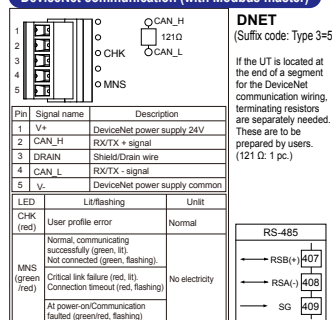 DeviceNet communication (with Modbus master)
DNET
(Suffix code: Type 3=5
1
2
3
4
5
CHK
MNS
CAN_H
121Ω
CAN_L
If the UT is located at
the end of a segment
for the DeviceNet
communication wiring,
terminating resistors
are separately needed.
These are to be
prepared by users.
(121 Ω: 1 pc.)
Pin Signal name Description
1 V+ DeviceNet power supply 24V
2 CAN_H RX/TX + signal
3 DRAIN Shield/Drain wire
4 CAN_L RX/TX - signal
5 V- DeviceNet power supply common
LED Lit/flashing Unlit
CHK
(red)
User profile error
Normal
MNS
(green
/red)
Normal, communicating
successfully (green, lit).
Not connected (green, flashing).
Critical link failure (red, lit).
Connection timeout (red, flashing)
At power-on/Communication
faulted (green/red, flashing)
No electricity
RS-485
RSB(+) 407
RSA(-) 408
SG 409